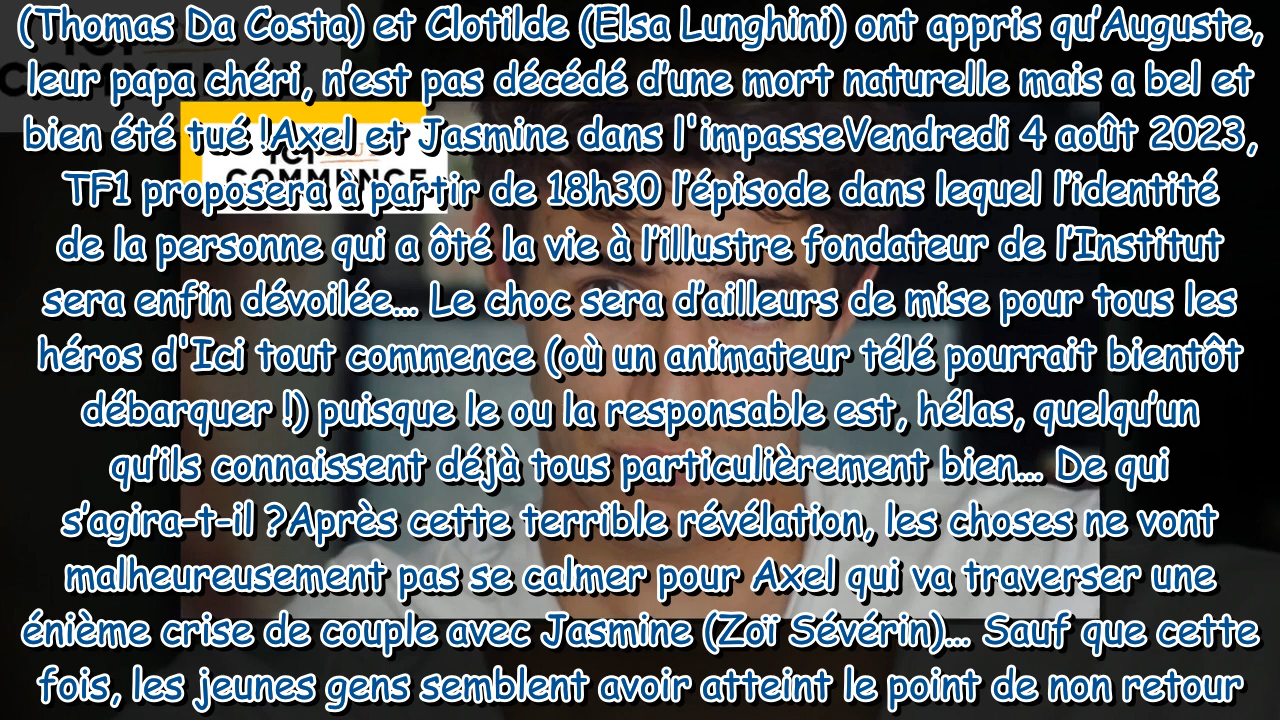 (Thomas Da Costa) et Clotilde (Elsa Lunghini) ont appris qu’Auguste,
leur papa chéri, n’est pas décédé d’une mort naturelle mais a bel et
bien été tué !Axel et Jasmine dans l'impasseVendredi 4 août 2023,
TF1 proposera à partir de 18h30 l’épisode dans lequel l’identité
de la personne qui a ôté la vie à l’illustre fondateur de l’Institut
sera enfin dévoilée... Le choc sera d’ailleurs de mise pour tous les
héros d'Ici tout commence (où un animateur télé pourrait bientôt
débarquer !) puisque le ou la responsable est, hélas, quelqu’un
qu’ils connaissent déjà tous particulièrement bien... De qui
s’agira-t-il ?Après cette terrible révélation, les choses ne vont
malheureusement pas se calmer pour Axel qui va traverser une
énième crise de couple avec Jasmine (Zoï Sévérin)... Sauf que cette
fois, les jeunes gens semblent avoir atteint le point de non retour